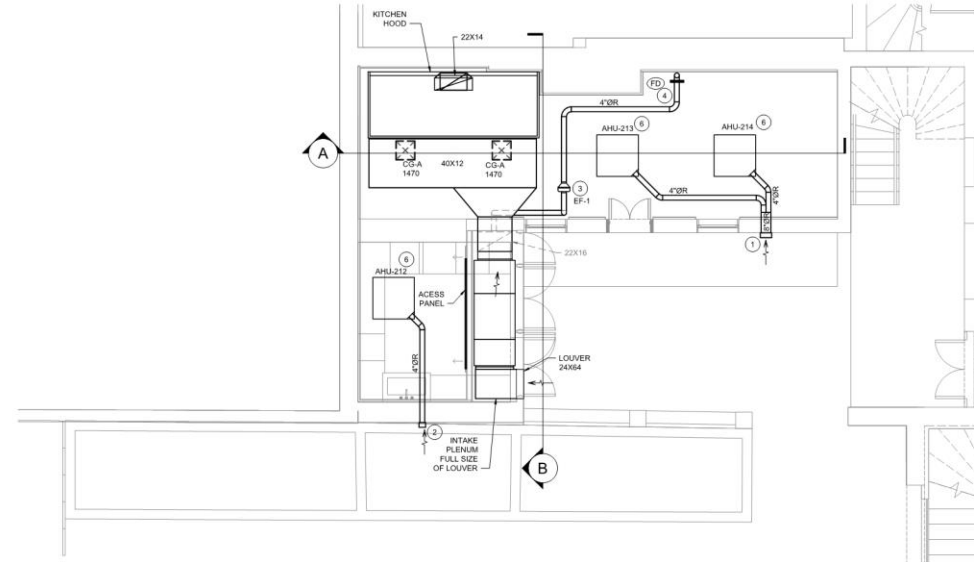 KITCHEN
HOOD
22X14
FD
4
4"ØR
AHU-213
6
AHU-214
6
A
CG-A
1470
40X12
CG-A
1470
3
EF-1
4"ØR
4"ØR
6"ØR
1
22X16
6
AHU-212
ACESS
PANEL
4"ØR
LOUVER
24X64
2
INTAKE
PLENUM
FULL SIZE
OF LOUVER
B